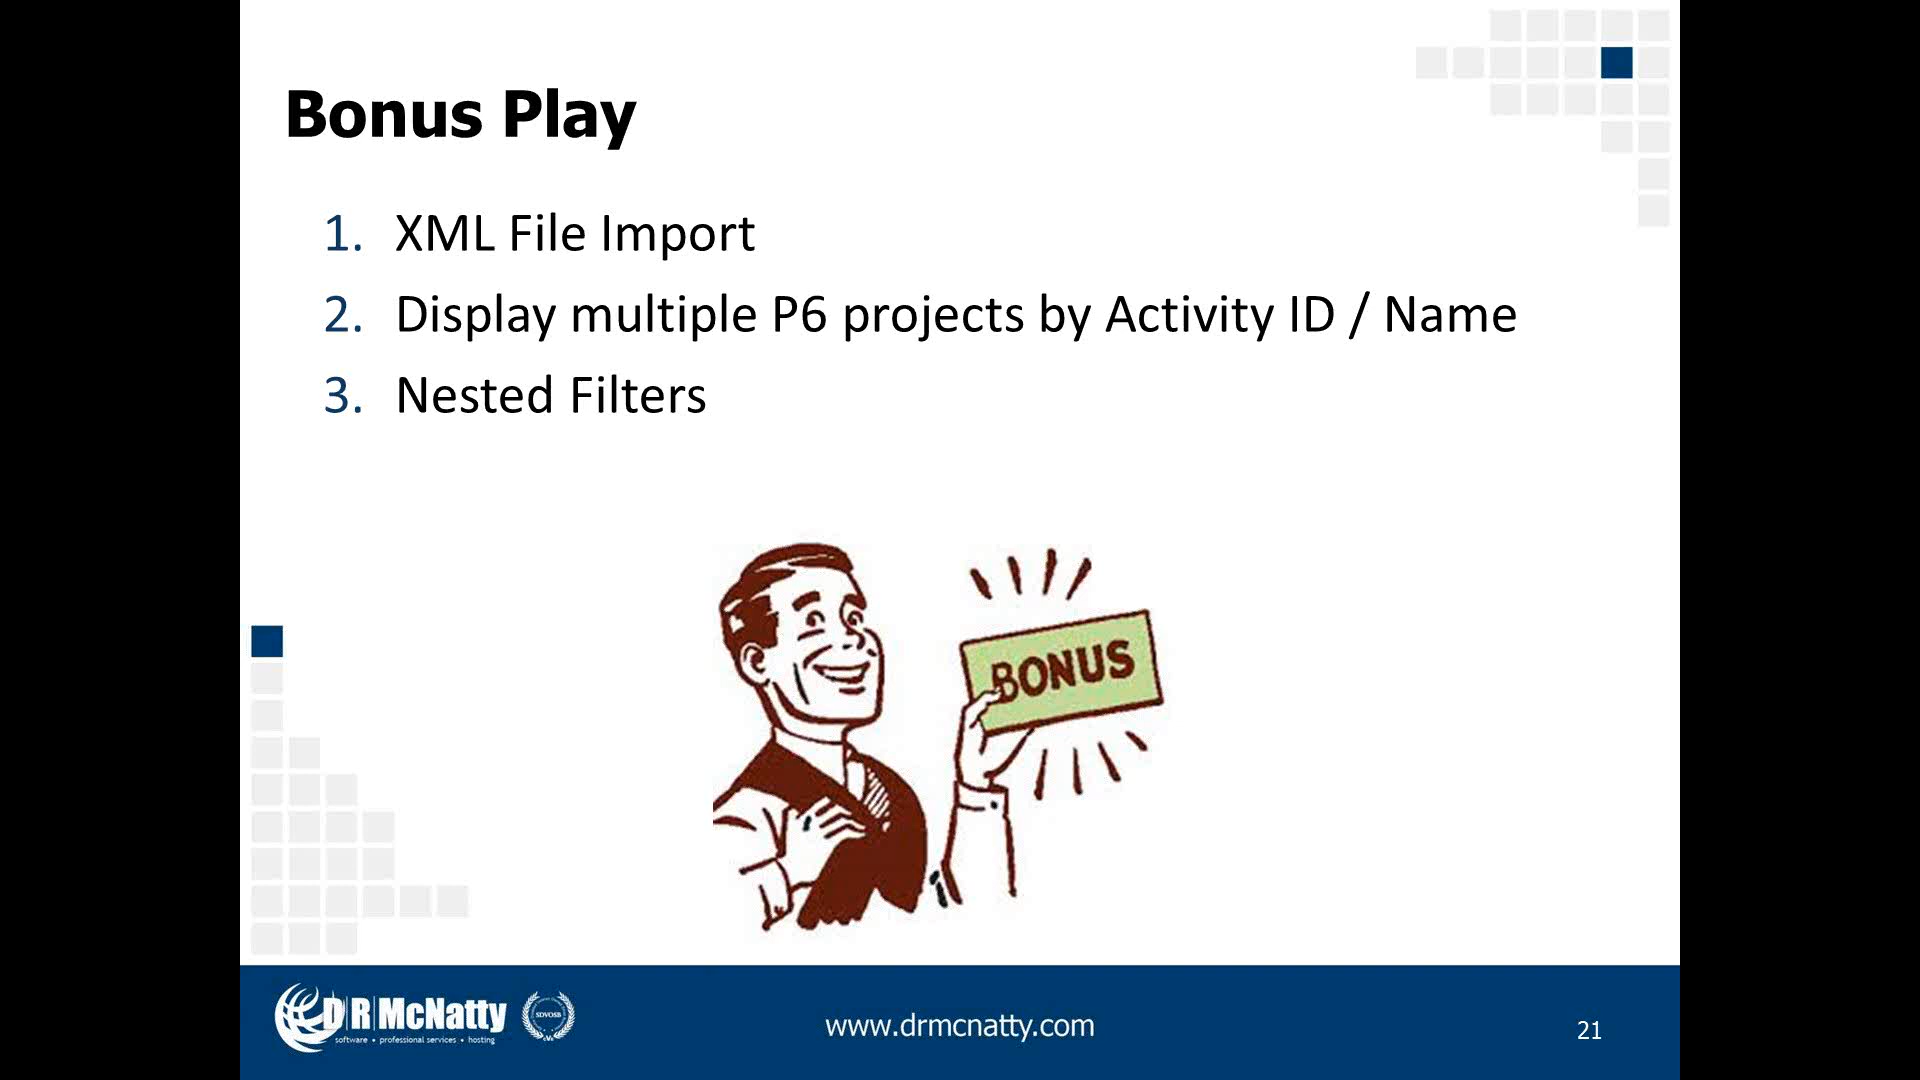 Bonus Play
1. XML File Import
2. Display multiple P6 projects by Activity ID / Name
3. Nested Filters
BONUS
D|R|McNatty
software • professional services • hosting
SDVOSB
www.drmcnatty.com
21